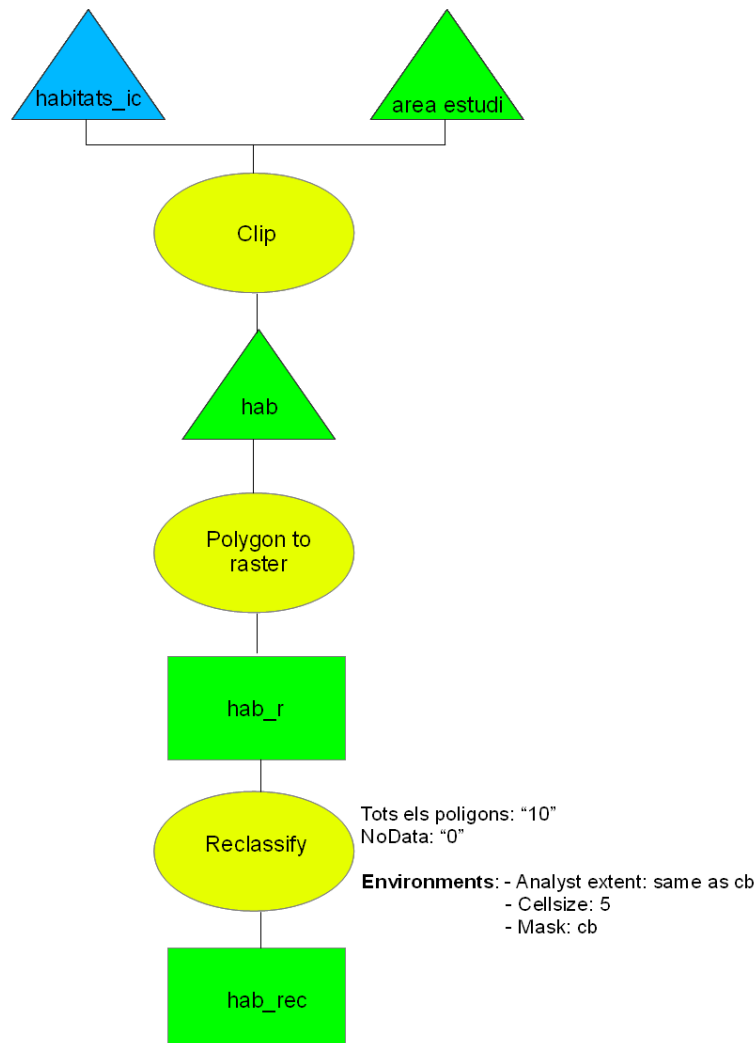 habitats_ic
area estudi
Clip
hab
Polygon to
raster
hab_r
Reclassify
Tots els poligons: “10”
NoData: “0”
Environments: - Analyst extent: same as cb
- Cellsize: 5
- Mask: cb
hab_rec